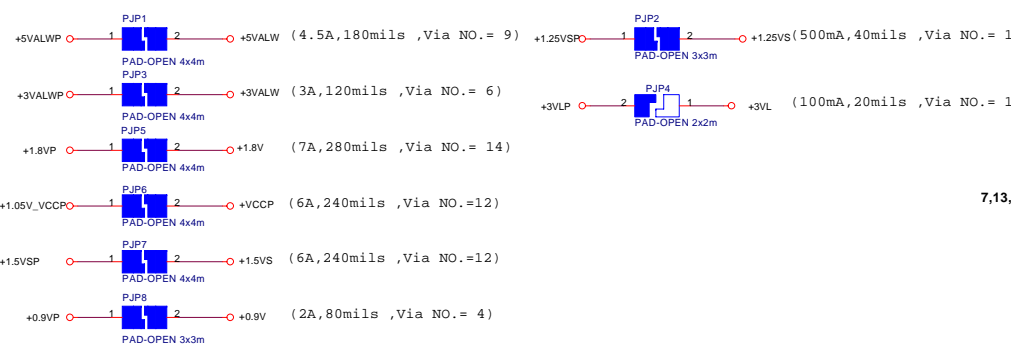 PJP1
+5VALWP 1 2 +5VALW (4.5A,180mils ,Via NO.= 9)
PAD-OPEN 4x4m
PJP3
+3VALWP 1 2 +3VALW (3A,120mils ,Via NO.= 6)
PAD-OPEN 4x4m
PJP5
+1.8VP 1 2 +1.8V (7A,280mils ,Via NO.= 14)
PAD-OPEN 4x4m
PJP6
+1.05V_VCCP 1 2 +VCCP (6A,240mils ,Via NO.=12)
PAD-OPEN 4x4m
PJP7
+1.5VSP 1 2 +1.5VS (6A,240mils ,Via NO.=12)
PAD-OPEN 4x4m
PJP8
+0.9VP 1 2 +0.9V (2A,80mils ,Via NO.= 4)
PAD-OPEN 3x3m
PJP2
+1.25VSP 1 2 +1.25VS (500mA,40mils ,Via NO.= 1
PAD-OPEN 3x3m
PJP4
+3VLP 2 1 +3VL (100mA,20mils ,Via NO.= 1
PAD-OPEN 2x2m
7,13,